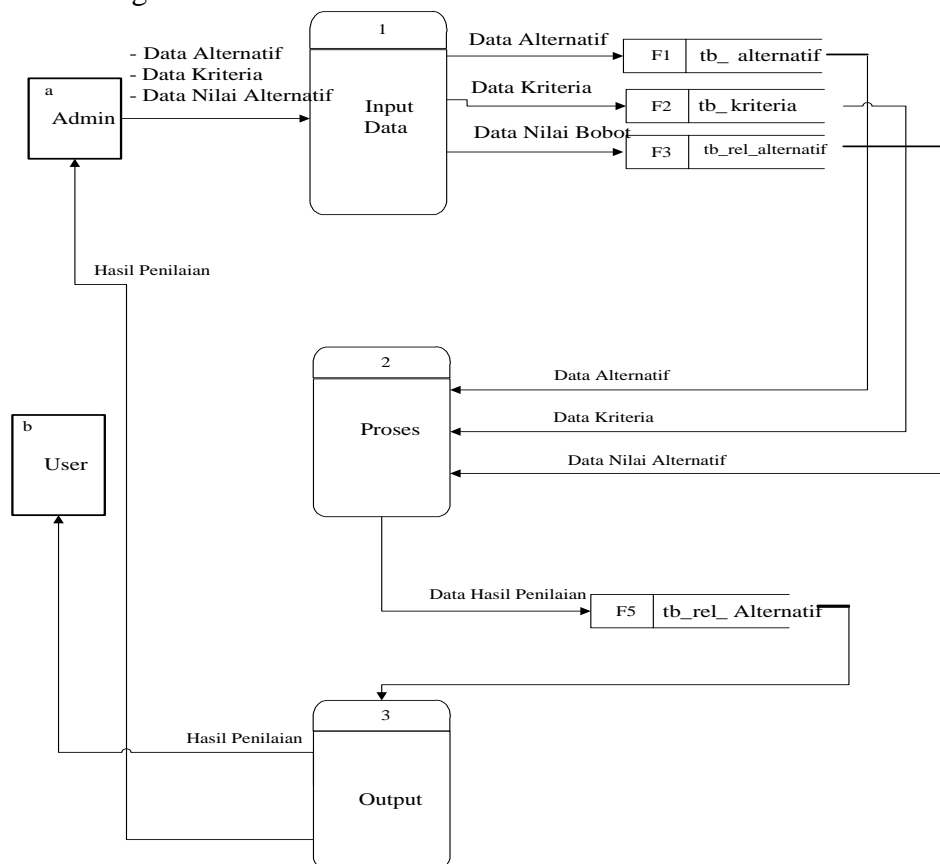 1
- Data Alternatif
- Data Kriteria
- Data Nilai Alternatif
Data Alternatif
F1 tb_ alternatif
a
Admin
Input
Data
Data Kriteria
F2 tb_kriteria
Data Nilai Bobot
F3 tb_rel_alternatif
Hasil Penilaian
2
Proses
Data Alternatif
Data Kriteria
Data Nilai Alternatif
b
User
Data Hasil Penilaian
F5 tb_rel_ Alternatif
3
Hasil Penilaian
Output